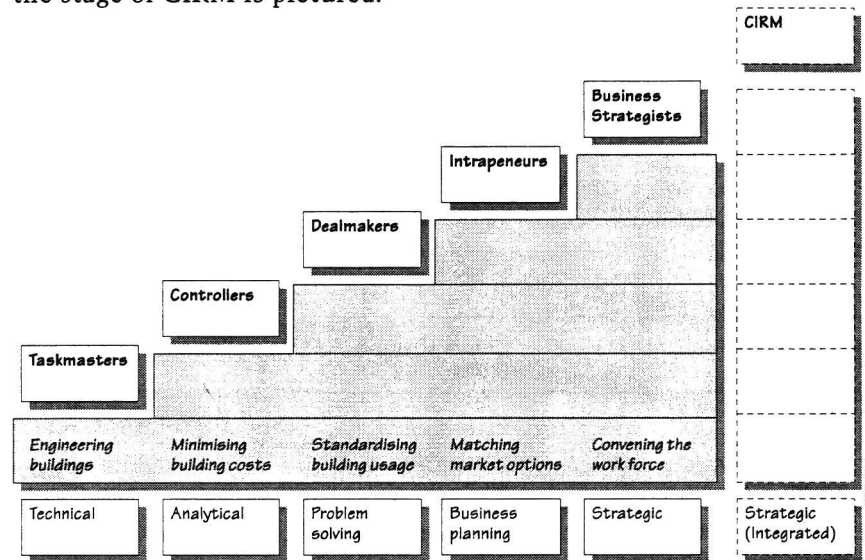 the stage of CIRM is pictured.
CIRM
Business
Strategists
Intrapeneurs
Dealmakers
Controllers
Taskmasters
Engineering
buildings
Minimising
building costs
Standardising
building usage
Matching
market options
Convening the
work force
Technical
Analytical
Problem
solving
Business
planning
Strategic
Strategic
(Integrated)